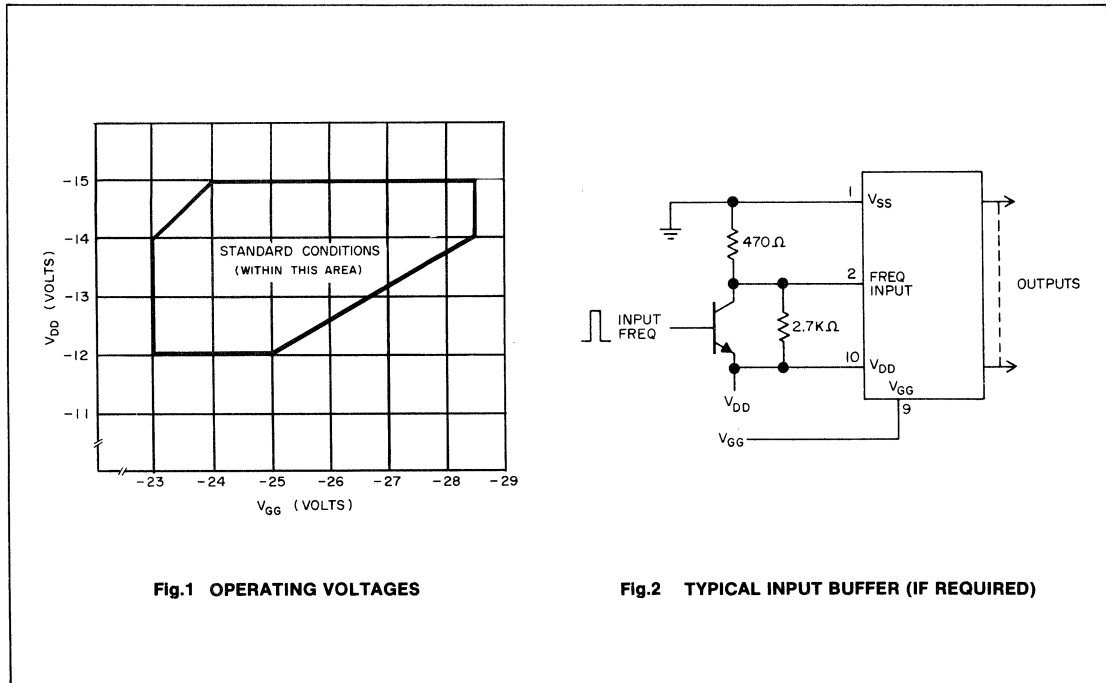 -15
-14
-13
-12
-11
V_DD (VOLTS)
STANDARD CONDITIONS
(WITHIN THIS AREA)
-23 -24 -25 -26 -27 -28 -29
V_GG (VOLTS)
Fig.1 OPERATING VOLTAGES
1
V_SS
470Ω
2
FREQ
INPUT
OUTPUTS
INPUT
FREQ
2.7KΩ
10
V_DD
V_GG
9
V_DD
V_GG
Fig.2 TYPICAL INPUT BUFFER (IF REQUIRED)